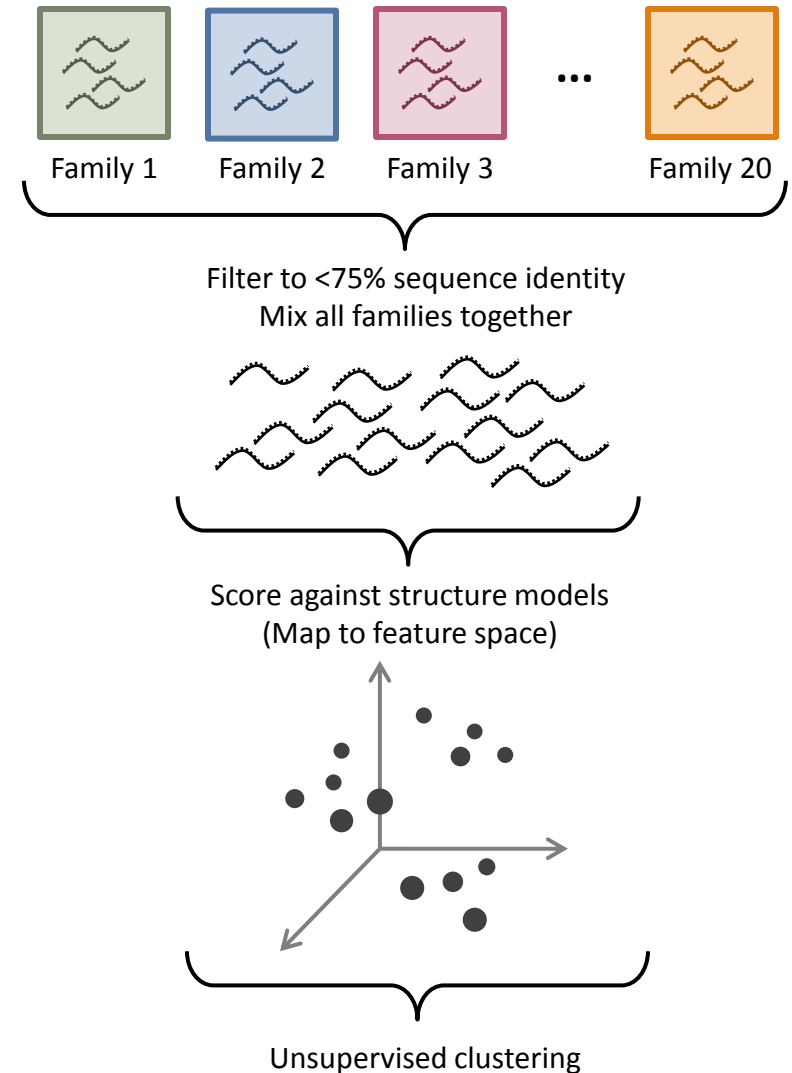 ...
Family 1
Family 2
Family 3
Family 20
Filter to <75% sequence identity
Mix all families together
Score against structure models
(Map to feature space)
Unsupervised clustering